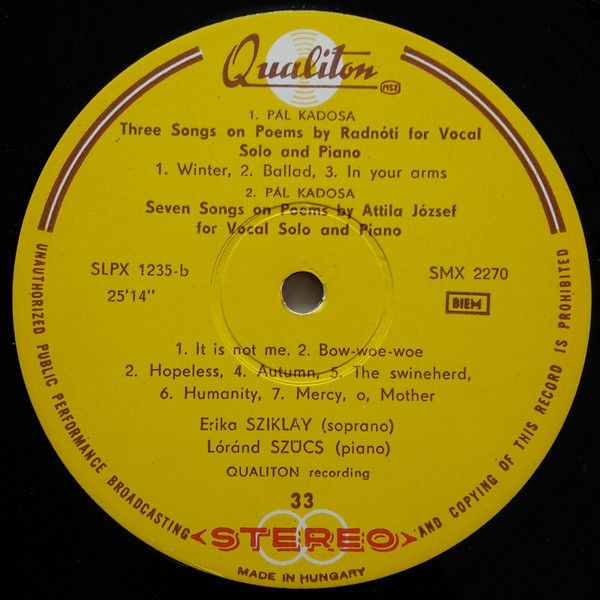 Qualiton
MSZ
1. PÁL KADOSA
Three Songs on Poems by Radnóti for Vocal
Solo and Piano
1. Winter, 2. Ballad, 3. In your arms
2. PÁL KADOSA
Seven Songs on Poems by Attila József
for Vocal Solo and Piano
SLPX 1235-b
25'14"
SMX 2270
BIEM
1. It is not me. 2. Bow-woe-woe
2. Hopeless, 4. Autumn, 5. The swineherd,
6. Humanity, 7. Mercy, o, Mother
Erika SZIKLAY (soprano)
Lóránd SZŰCS (piano)
QUALITON recording
33
STEREO
UNAUTHORIZED PUBLIC PERFORMANCE BROADCASTING AND COPYING OF THIS RECORD IS PROHIBITED
MADE IN HUNGARY